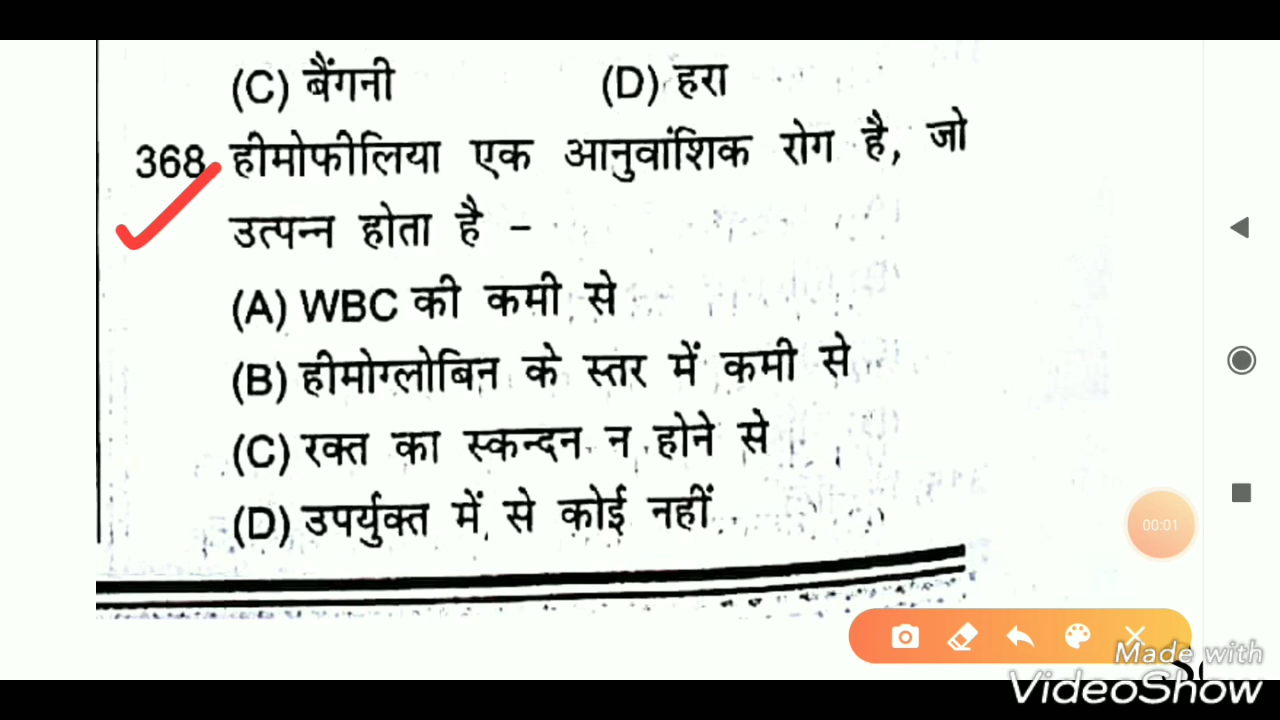 (C) बैंगनी (D) हरा
368. हीमोफीलिया एक आनुवांशिक रोग है, जो
उत्पन्न होता है –
(A) WBC की कमी से
(B) हीमोग्लोबिन के स्तर में कमी से
(C) रक्त का स्कन्दन न होने से
(D) उपर्युक्त में से कोई नहीं
00:01
Made with
VideoShow